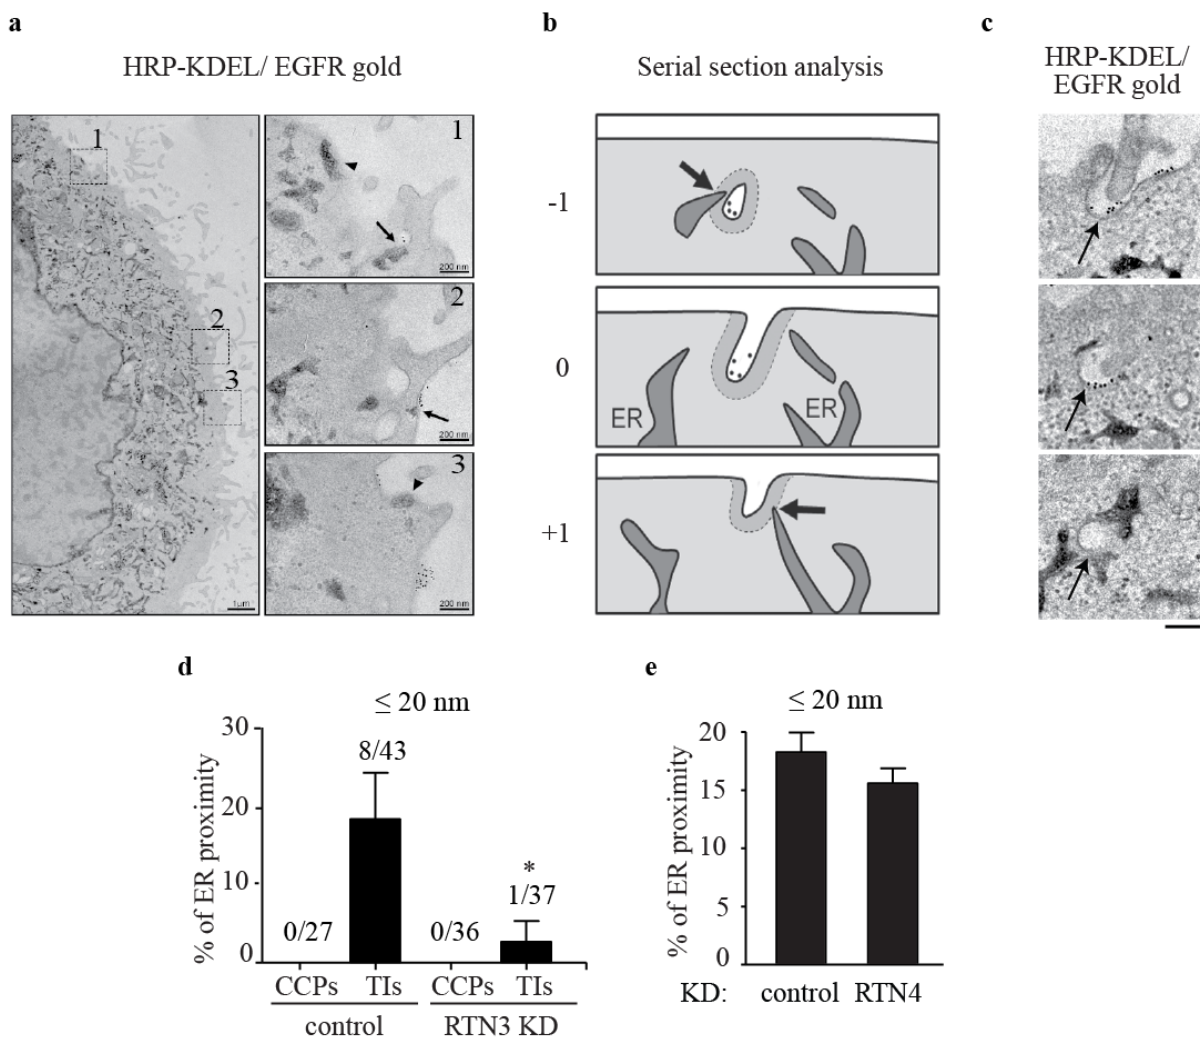 a
HRP-KDEL/ EGFR gold
1
2
3
1µm
1
200 nm
2
200 nm
3
200 nm
b
Serial section analysis
-1
0
ER
ER
+1
c
HRP-KDEL/
EGFR gold
d
≤ 20 nm
% of ER proximity
30
20
10
0
0/27
8/43
0/36
*
1/37
CCPs TIs CCPs TIs
control RTN3 KD
e
≤ 20 nm
% of ER proximity
20
15
10
5
0
KD: control RTN4